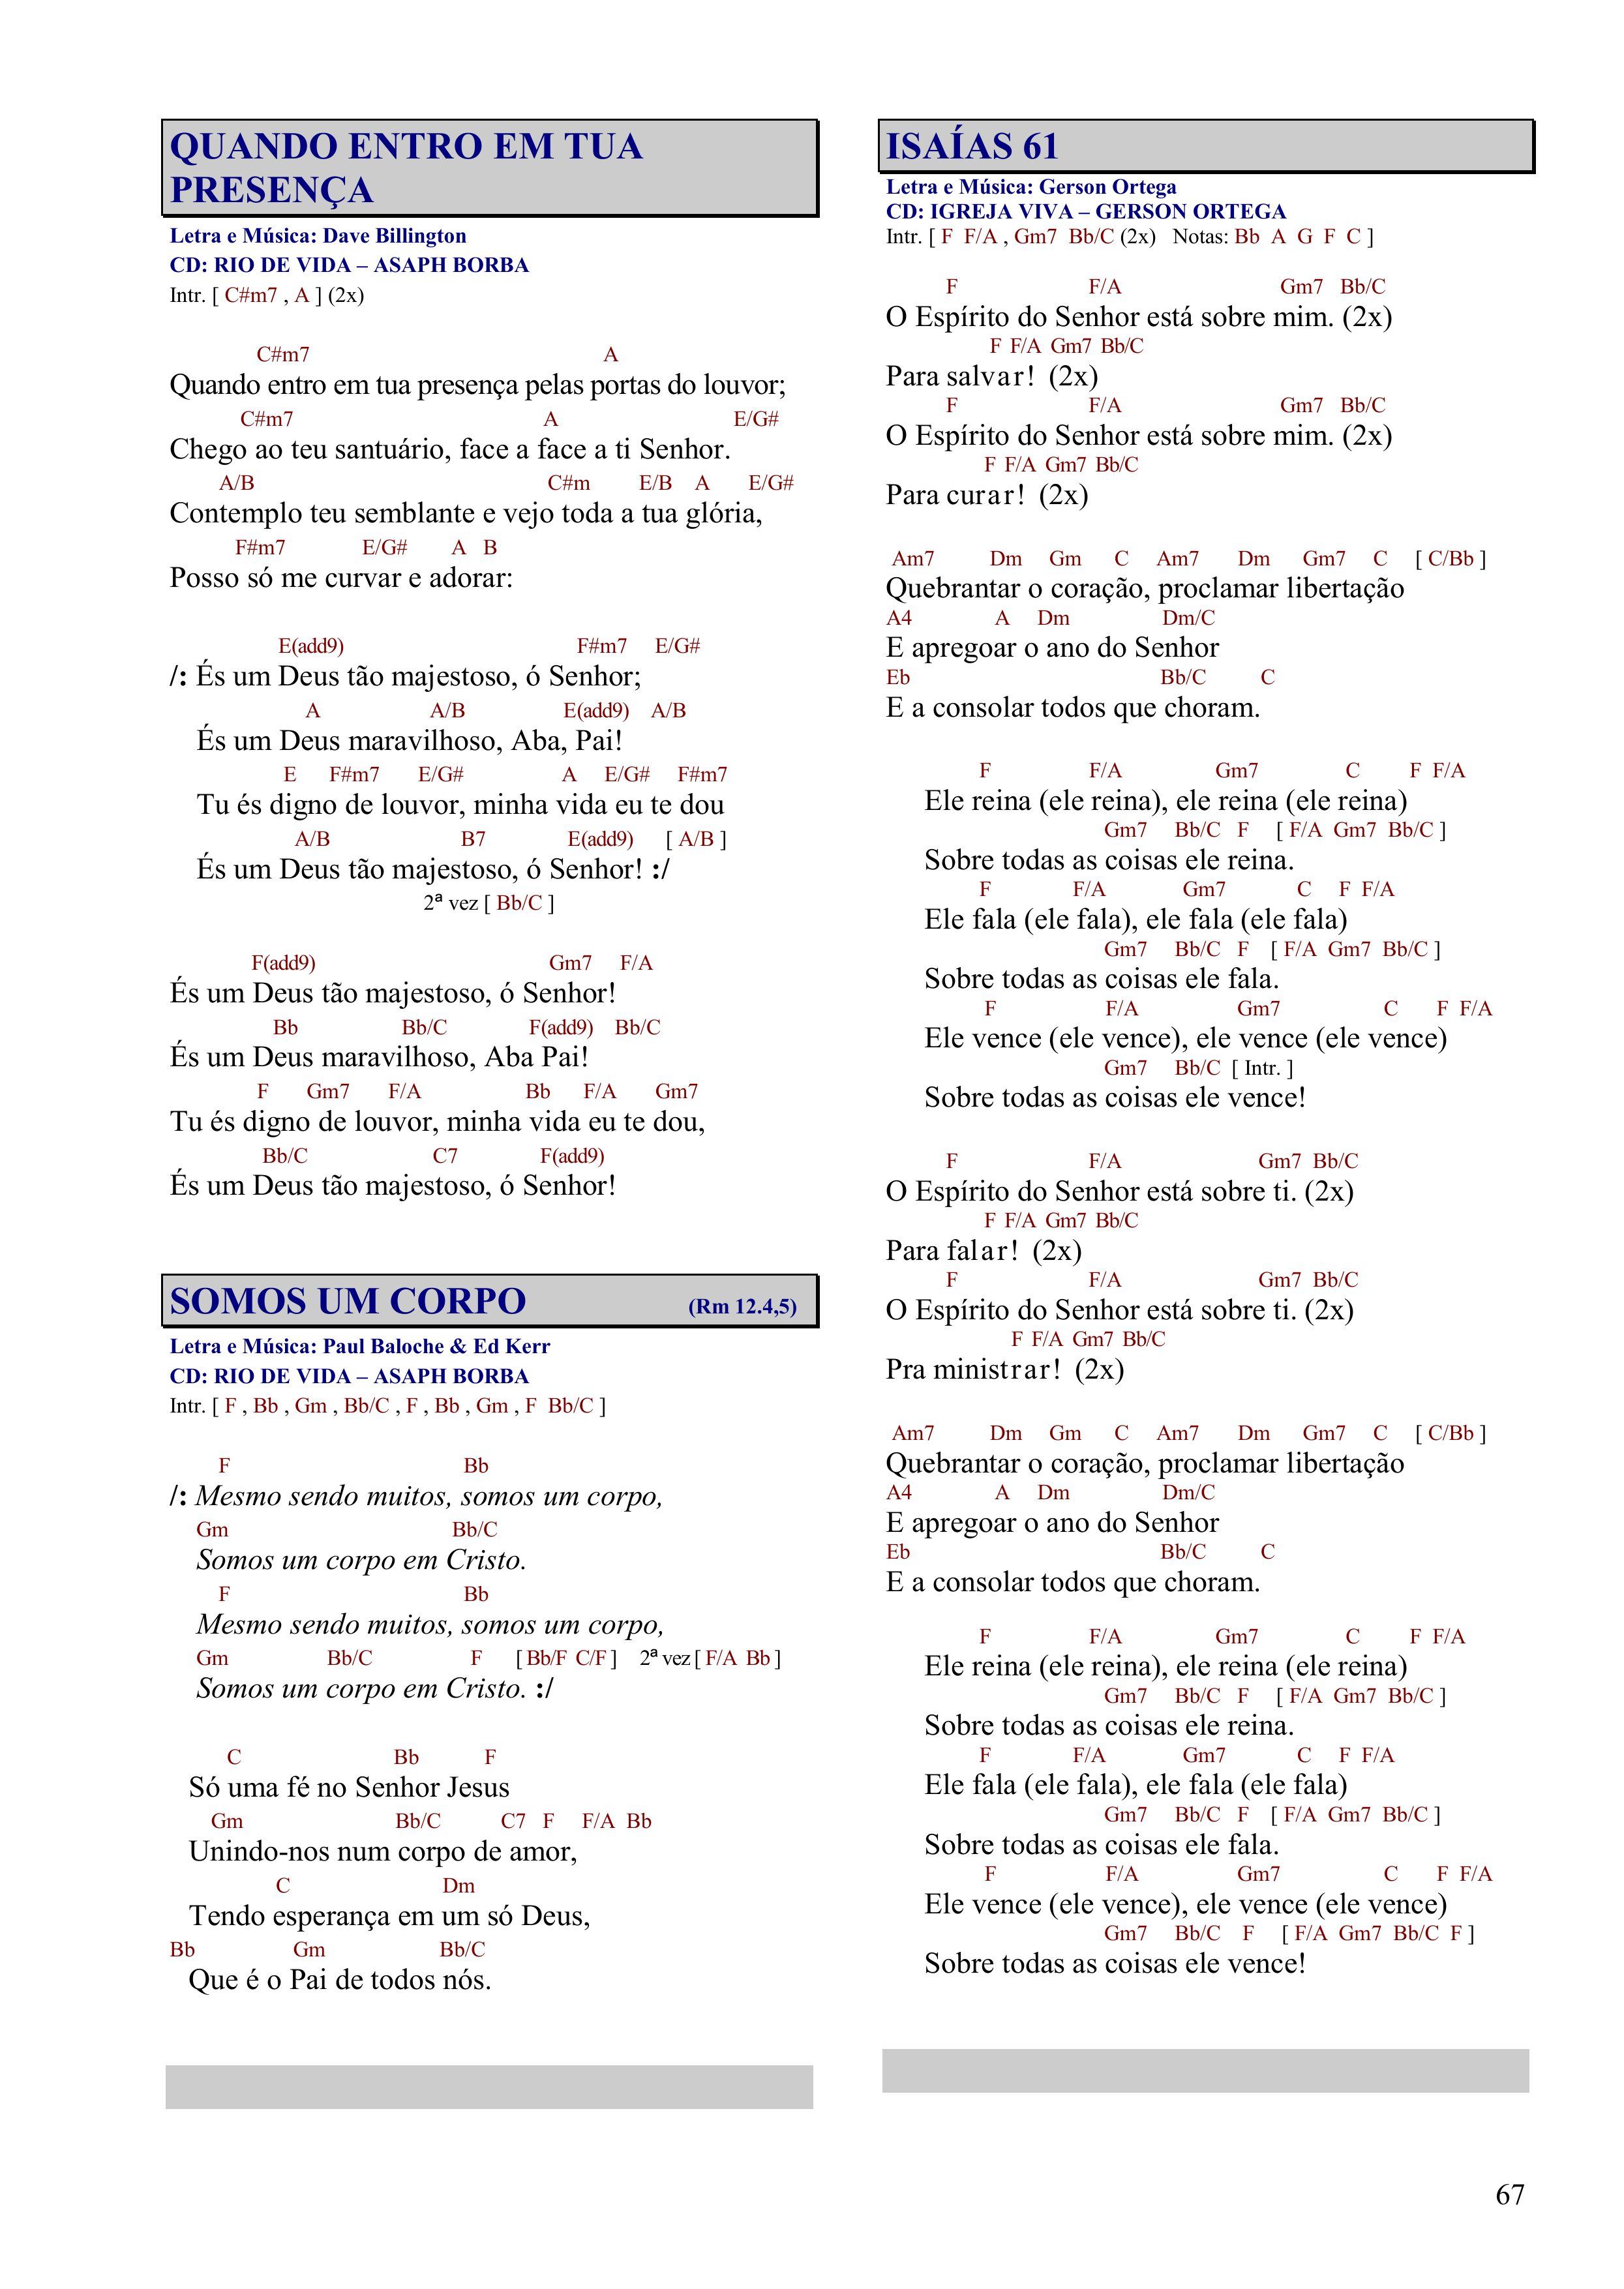 QUANDO ENTRO EM TUA
PRESENÇA
Letra e Música: Dave Billington
CD: RIO DE VIDA – ASAPH BORBA
Intr. [ C#m7 , A ] (2x)
C#m7 A
Quando entro em tua presença pelas portas do louvor;
C#m7 A E/G#
Chego ao teu santuário, face a face a ti Senhor.
A/B C#m E/B A E/G#
Contemplo teu semblante e vejo toda a tua glória,
F#m7 E/G# A B
Posso só me curvar e adorar:
E(add9) F#m7 E/G#
/: És um Deus tão majestoso, ó Senhor;
A A/B E(add9) A/B
És um Deus maravilhoso, Aba, Pai!
E F#m7 E/G# A E/G# F#m7
Tu és digno de louvor, minha vida eu te dou
A/B B7 E(add9) [ A/B ]
És um Deus tão majestoso, ó Senhor! :/
2ª vez [ Bb/C ]
F(add9) Gm7 F/A
És um Deus tão majestoso, ó Senhor!
Bb Bb/C F(add9) Bb/C
És um Deus maravilhoso, Aba Pai!
F Gm7 F/A Bb F/A Gm7
Tu és digno de louvor, minha vida eu te dou,
Bb/C C7 F(add9)
És um Deus tão majestoso, ó Senhor!
SOMOS UM CORPO (Rm 12.4,5)
Letra e Música: Paul Baloche & Ed Kerr
CD: RIO DE VIDA – ASAPH BORBA
Intr. [ F , Bb , Gm , Bb/C , F , Bb , Gm , F Bb/C ]
F Bb
/: Mesmo sendo muitos, somos um corpo,
Gm Bb/C
Somos um corpo em Cristo.
F Bb
Mesmo sendo muitos, somos um corpo,
Gm Bb/C F [ Bb/F C/F ] 2ª vez [ F/A Bb ]
Somos um corpo em Cristo. :/
C Bb F
Só uma fé no Senhor Jesus
Gm Bb/C C7 F F/A Bb
Unindo-nos num corpo de amor,
C Dm
Tendo esperança em um só Deus,
Bb Gm Bb/C
Que é o Pai de todos nós.
ISAÍAS 61
Letra e Música: Gerson Ortega
CD: IGREJA VIVA – GERSON ORTEGA
Intr. [ F F/A , Gm7 Bb/C (2x) Notas: Bb A G F C ]
F F/A Gm7 Bb/C
O Espírito do Senhor está sobre mim. (2x)
F F/A Gm7 Bb/C
Para salvar! (2x)
F F/A Gm7 Bb/C
O Espírito do Senhor está sobre mim. (2x)
F F/A Gm7 Bb/C
Para curar! (2x)
Am7 Dm Gm C Am7 Dm Gm7 C [ C/Bb ]
Quebrantar o coração, proclamar libertação
A4 A Dm Dm/C
E apregoar o ano do Senhor
Eb Bb/C C
E a consolar todos que choram.
F F/A Gm7 C F F/A
Ele reina (ele reina), ele reina (ele reina)
Gm7 Bb/C F [ F/A Gm7 Bb/C ]
Sobre todas as coisas ele reina.
F F/A Gm7 C F F/A
Ele fala (ele fala), ele fala (ele fala)
Gm7 Bb/C F [ F/A Gm7 Bb/C ]
Sobre todas as coisas ele fala.
F F/A Gm7 C F F/A
Ele vence (ele vence), ele vence (ele vence)
Gm7 Bb/C [ Intr. ]
Sobre todas as coisas ele vence!
F F/A Gm7 Bb/C
O Espírito do Senhor está sobre ti. (2x)
F F/A Gm7 Bb/C
Para falar! (2x)
F F/A Gm7 Bb/C
O Espírito do Senhor está sobre ti. (2x)
F F/A Gm7 Bb/C
Pra ministrar! (2x)
Am7 Dm Gm C Am7 Dm Gm7 C [ C/Bb ]
Quebrantar o coração, proclamar libertação
A4 A Dm Dm/C
E apregoar o ano do Senhor
Eb Bb/C C
E a consolar todos que choram.
F F/A Gm7 C F F/A
Ele reina (ele reina), ele reina (ele reina)
Gm7 Bb/C F [ F/A Gm7 Bb/C ]
Sobre todas as coisas ele reina.
F F/A Gm7 C F F/A
Ele fala (ele fala), ele fala (ele fala)
Gm7 Bb/C F [ F/A Gm7 Bb/C ]
Sobre todas as coisas ele fala.
F F/A Gm7 C F F/A
Ele vence (ele vence), ele vence (ele vence)
Gm7 Bb/C F [ F/A Gm7 Bb/C F ]
Sobre todas as coisas ele vence!
67